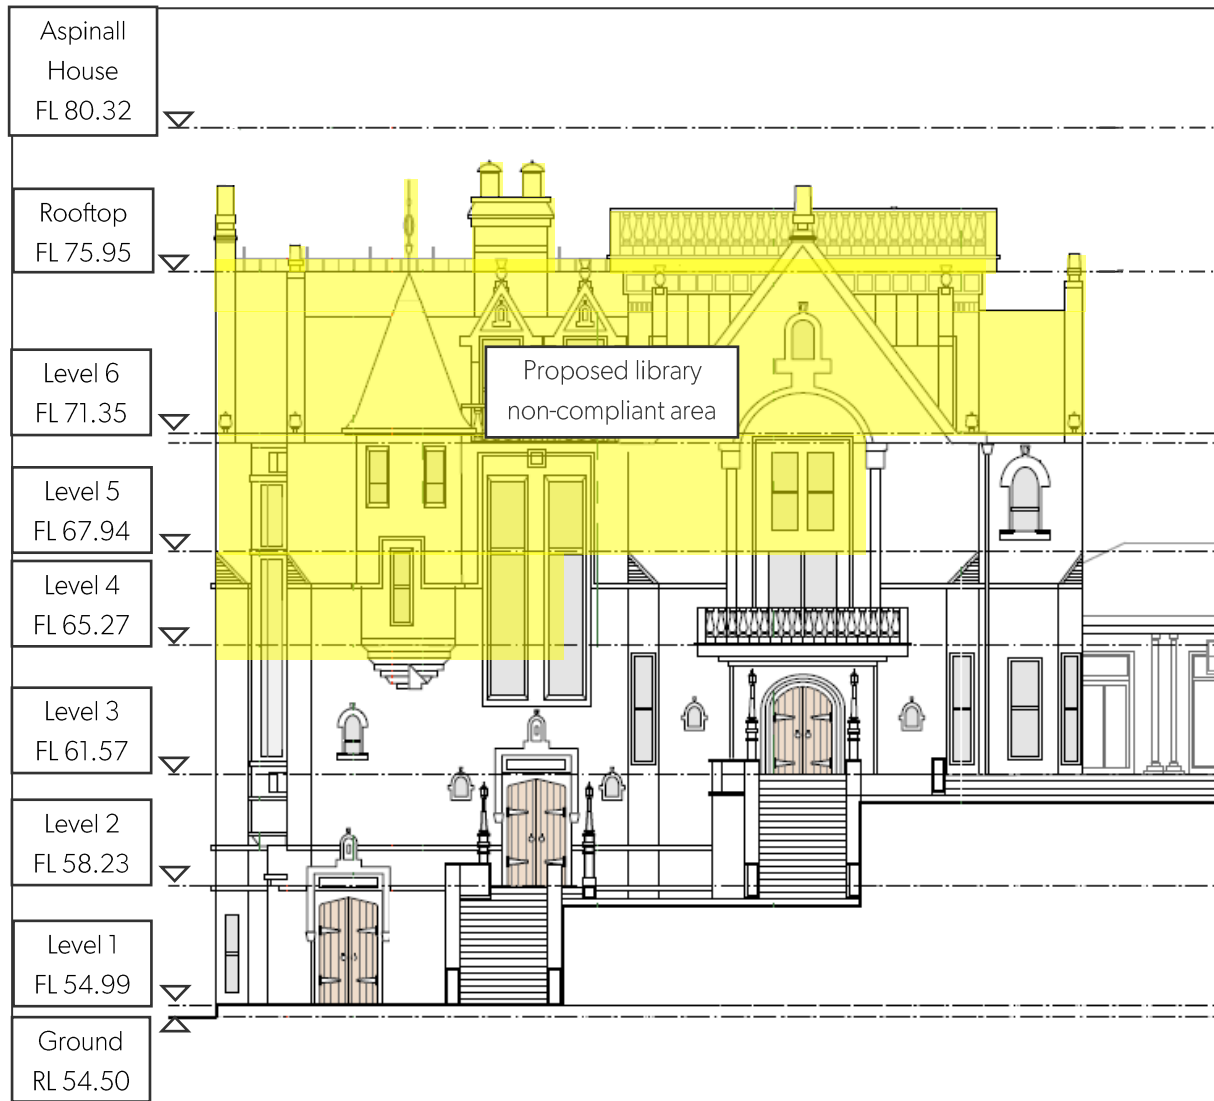 Aspinall
House
FL 80.32
Rooftop
FL 75.95
Level 6
FL 71.35
Proposed library
non-compliant area
Level 5
FL 67.94
Level 4
FL 65.27
Level 3
FL 61.57
Level 2
FL 58.23
Level 1
FL 54.99
Ground
RL 54.50